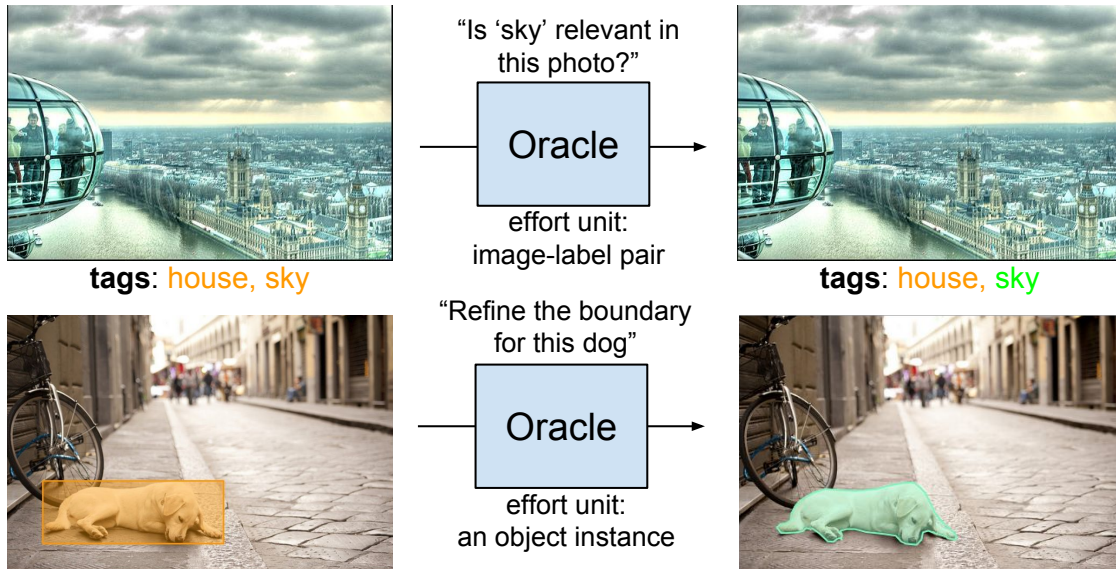 “Is ‘sky’ relevant in
this photo?”
Oracle
effort unit:
image-label pair
tags: house, sky
tags: house, sky
“Refine the boundary
for this dog”
Oracle
effort unit:
an object instance